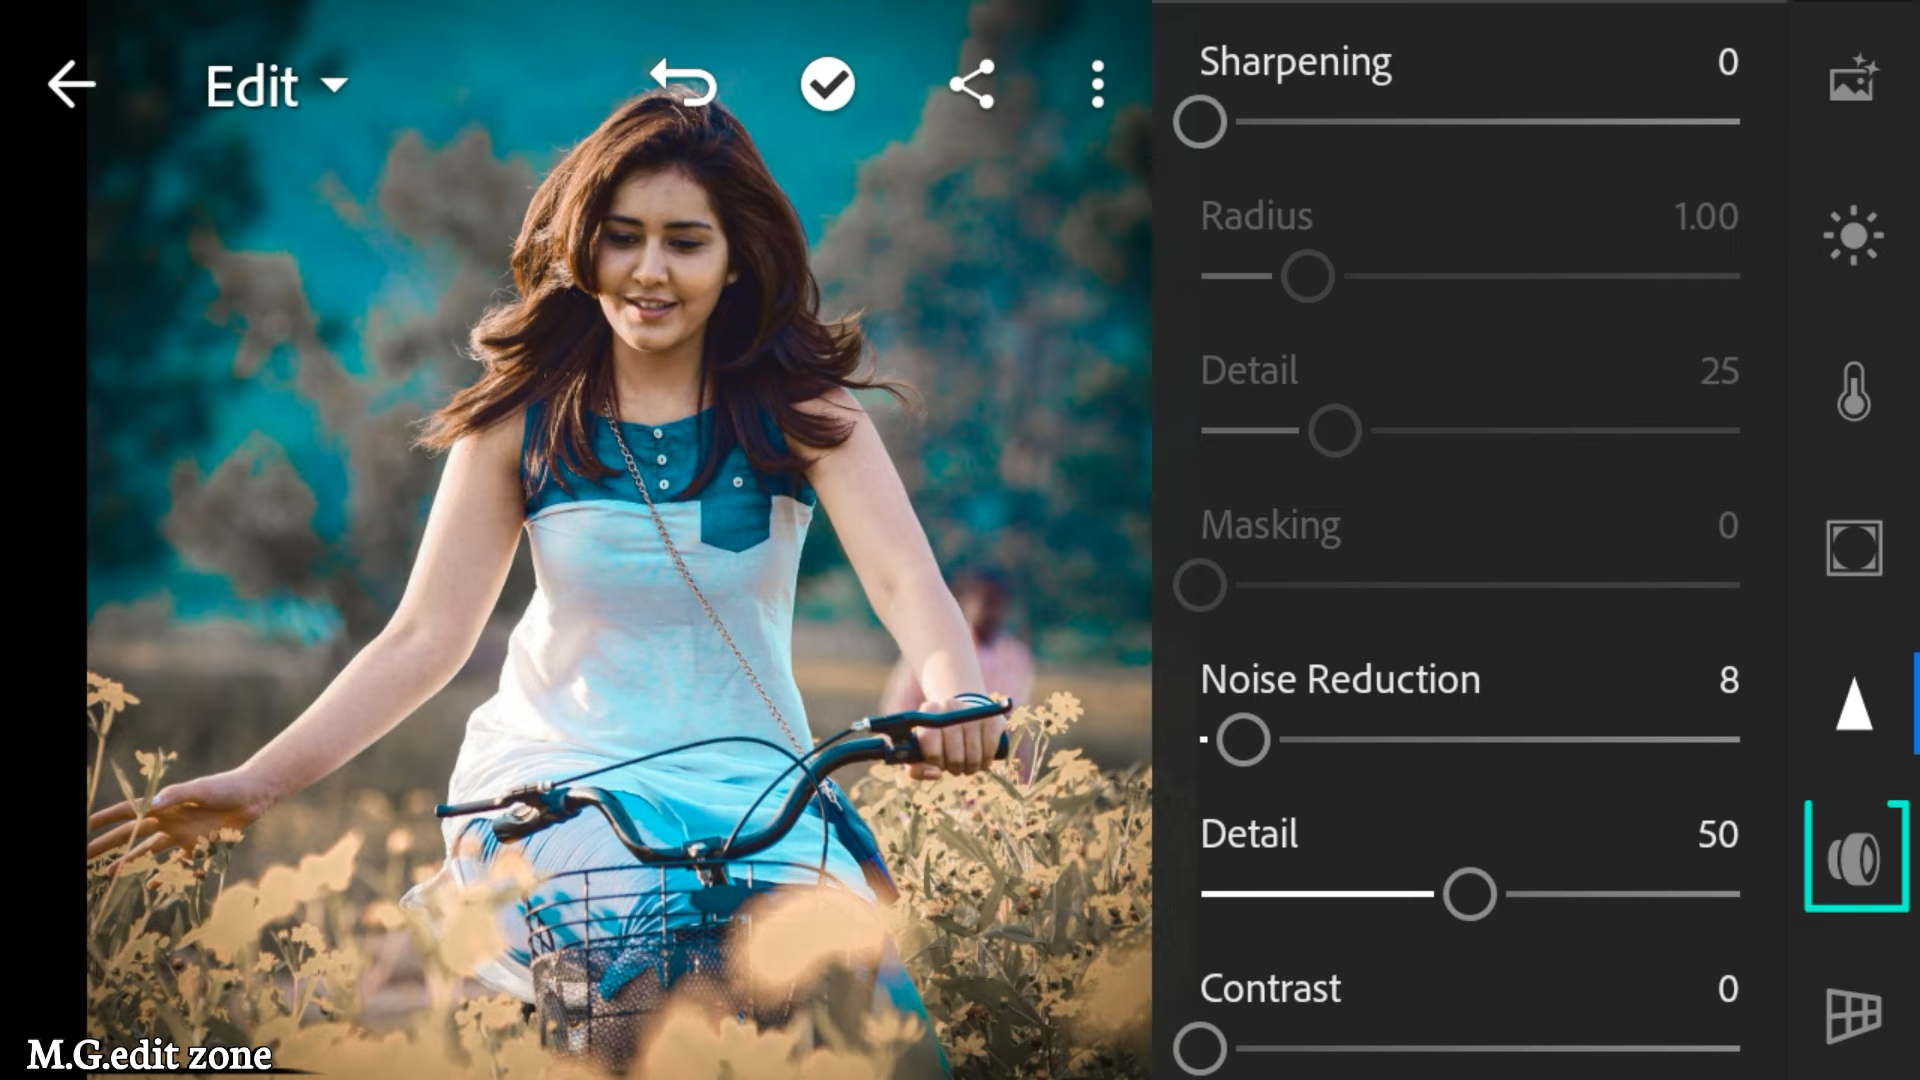 Edit
Sharpening 0
Radius 1.00
Detail 25
Masking 0
Noise Reduction 8
Detail 50
Contrast 0
M.G.edit zone